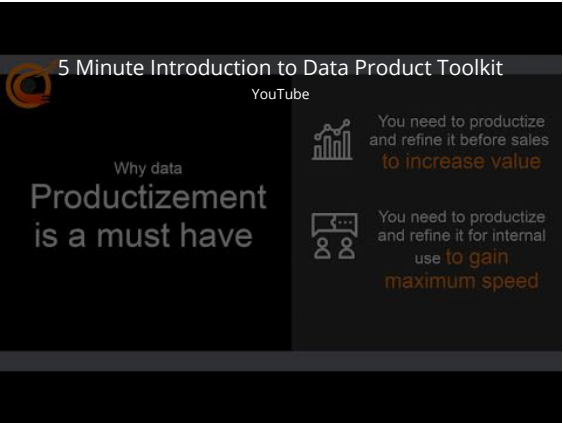 5 Minute Introduction to Data Product Toolkit
YouTube
Why data
Productizement
is a must have
You need to productize
and refine it before sales
to increase value
You need to productize
and refine it for internal
use to gain
maximum speed